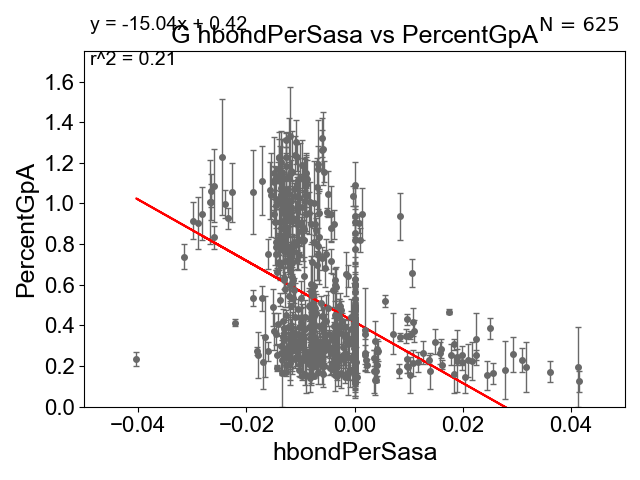 y = -15.04x + 0.42
G hbondPerSasa vs PercentGpA
N = 625
r^2 = 0.21
PercentGpA
1.6
1.4
1.2
1.0
0.8
0.6
0.4
0.2
0.0
−0.04 −0.02 0.00 0.02 0.04
hbondPerSasa